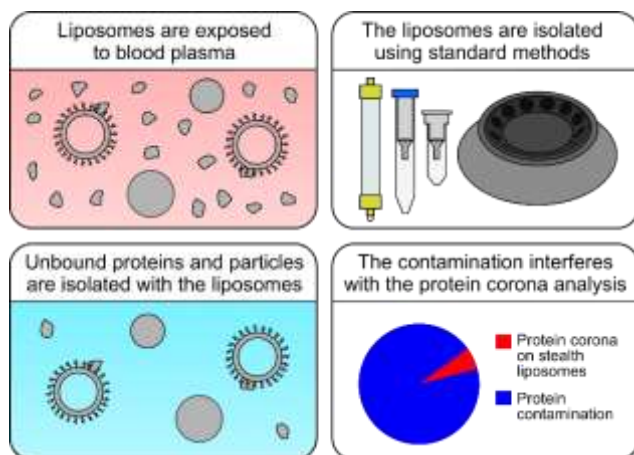 Liposomes are exposed
to blood plasma
The liposomes are isolated
using standard methods
Unbound proteins and particles
are isolated with the liposomes
The contamination interferes
with the protein corona analysis
Protein corona
on stealth
liposomes
Protein
contamination